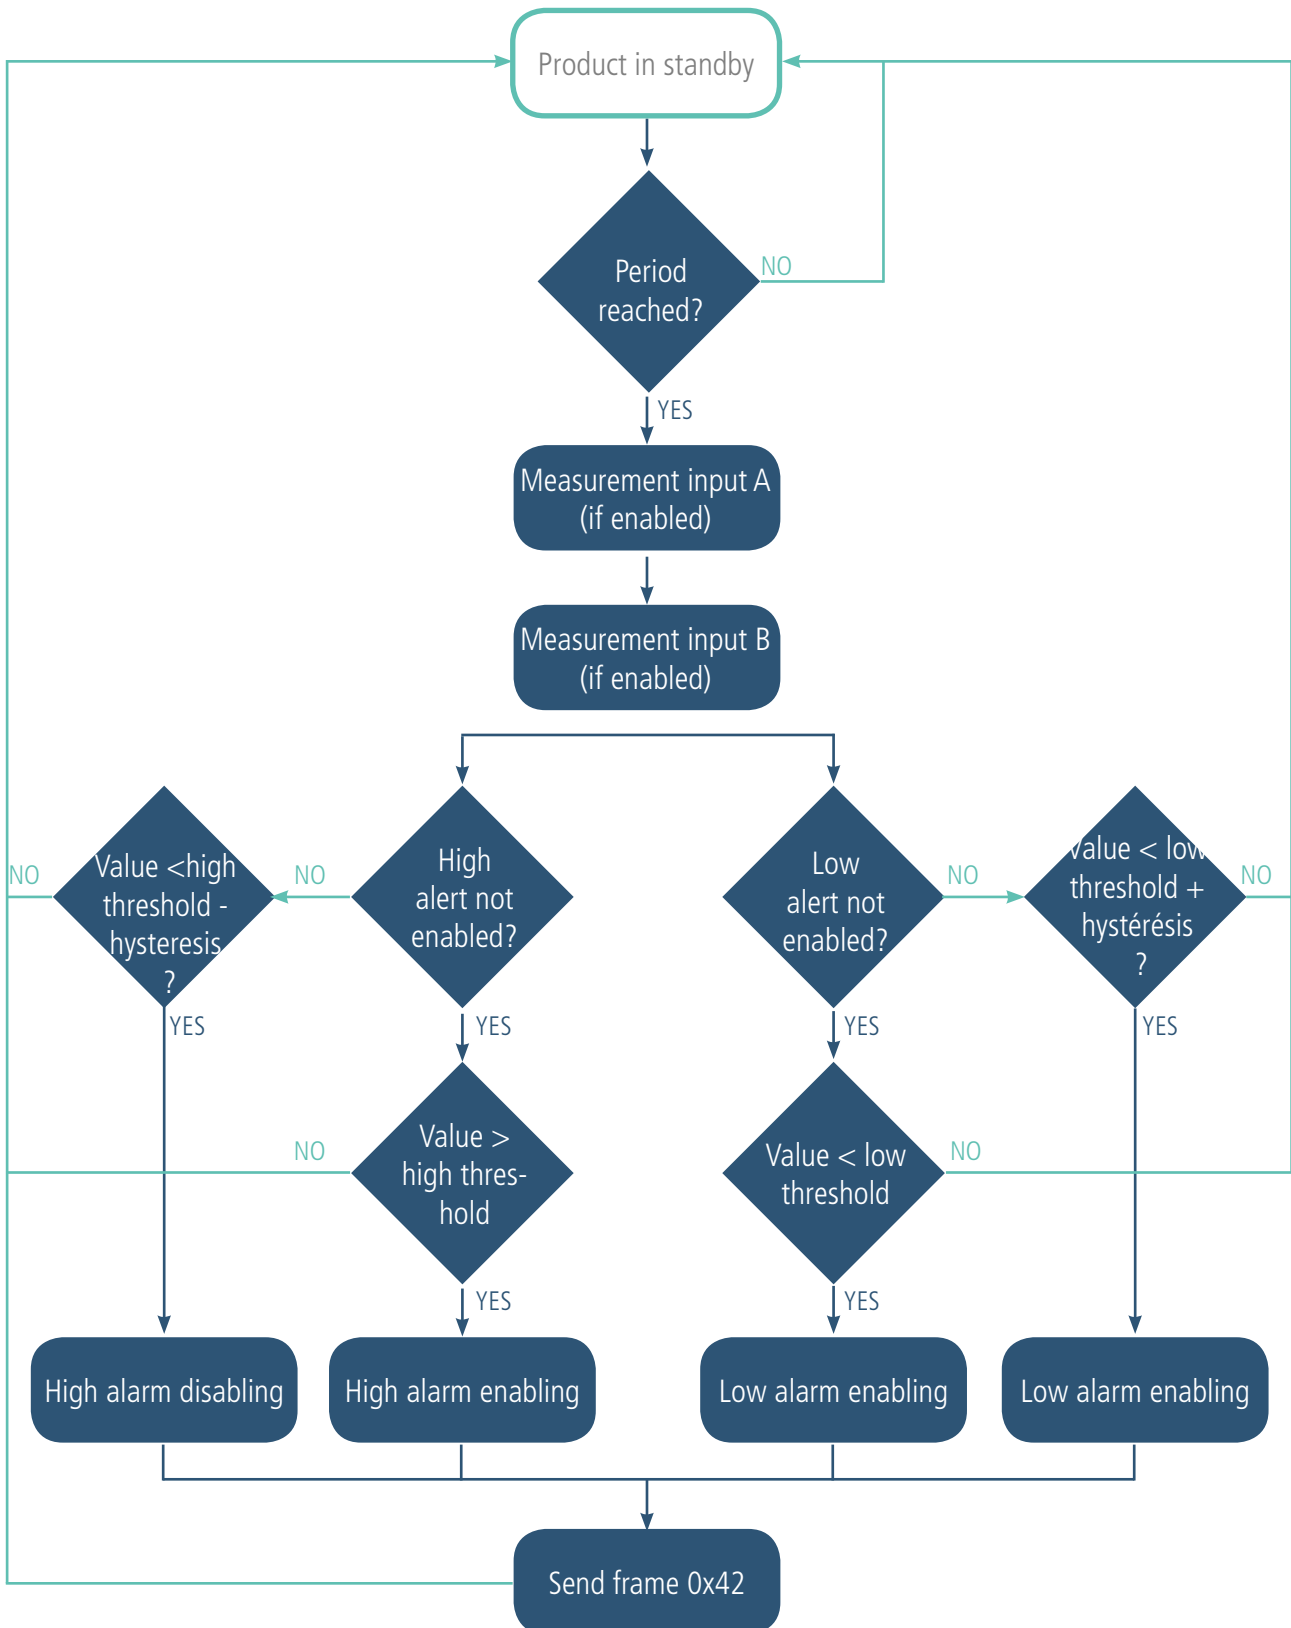 Product in standby
Period
reached?
NO
YES
Measurement input A
(if enabled)
Measurement input B
(if enabled)
NO
Value <high
threshold -
hysteresis
?
NO
High
alert not
enabled?
Low
alert not
enabled?
NO
Value < low
threshold +
hystérésis
?
NO
YES
YES
YES
YES
NO
Value >
high thres-
hold
Value < low
threshold
NO
YES
YES
High alarm disabling
High alarm enabling
Low alarm enabling
Low alarm enabling
Send frame 0x42